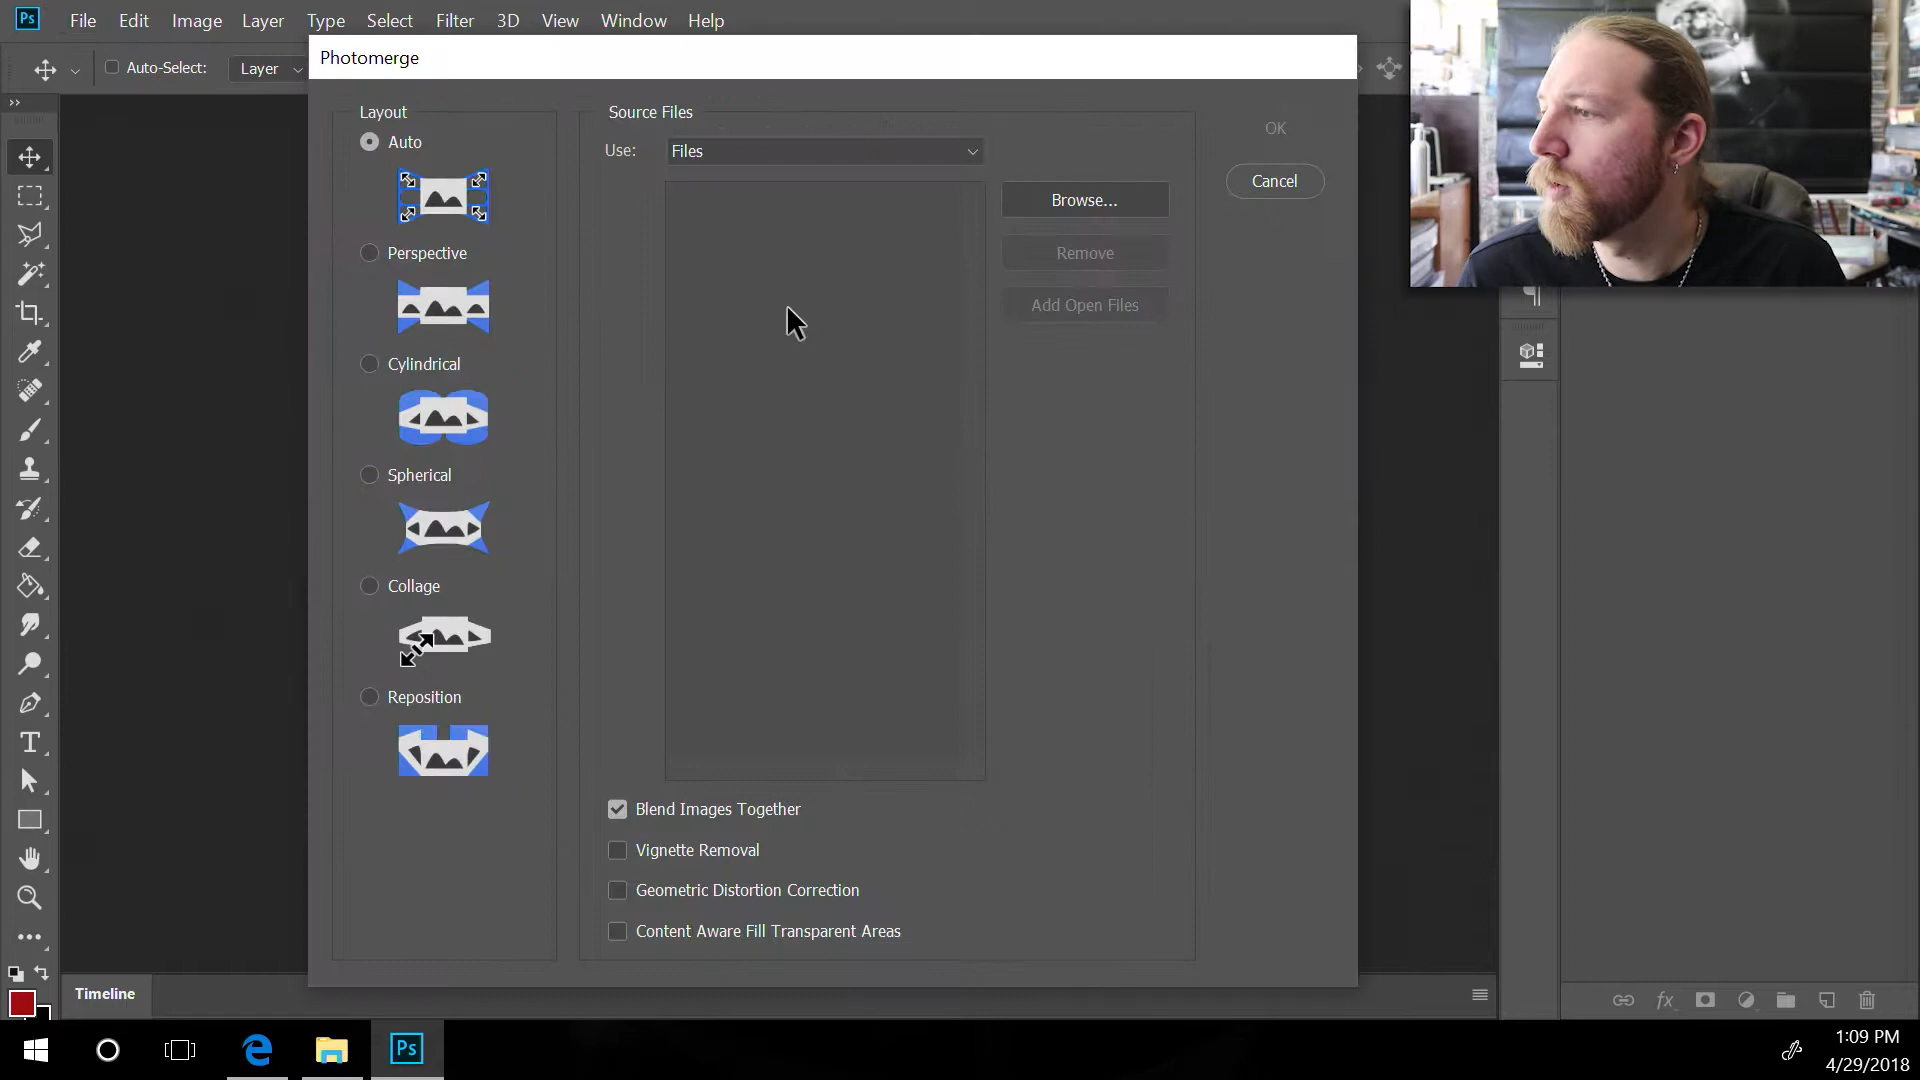 Ps File Edit Image Layer Type Select Filter 3D View Window Help
Auto-Select: Layer
Photomerge
Layout
Auto
Perspective
Cylindrical
Spherical
Collage
Reposition
Source Files
Use: Files
Browse...
Remove
Add Open Files
OK
Cancel
Blend Images Together
Vignette Removal
Geometric Distortion Correction
Content Aware Fill Transparent Areas
Timeline
fx
Ps
1:09 PM
4/29/2018